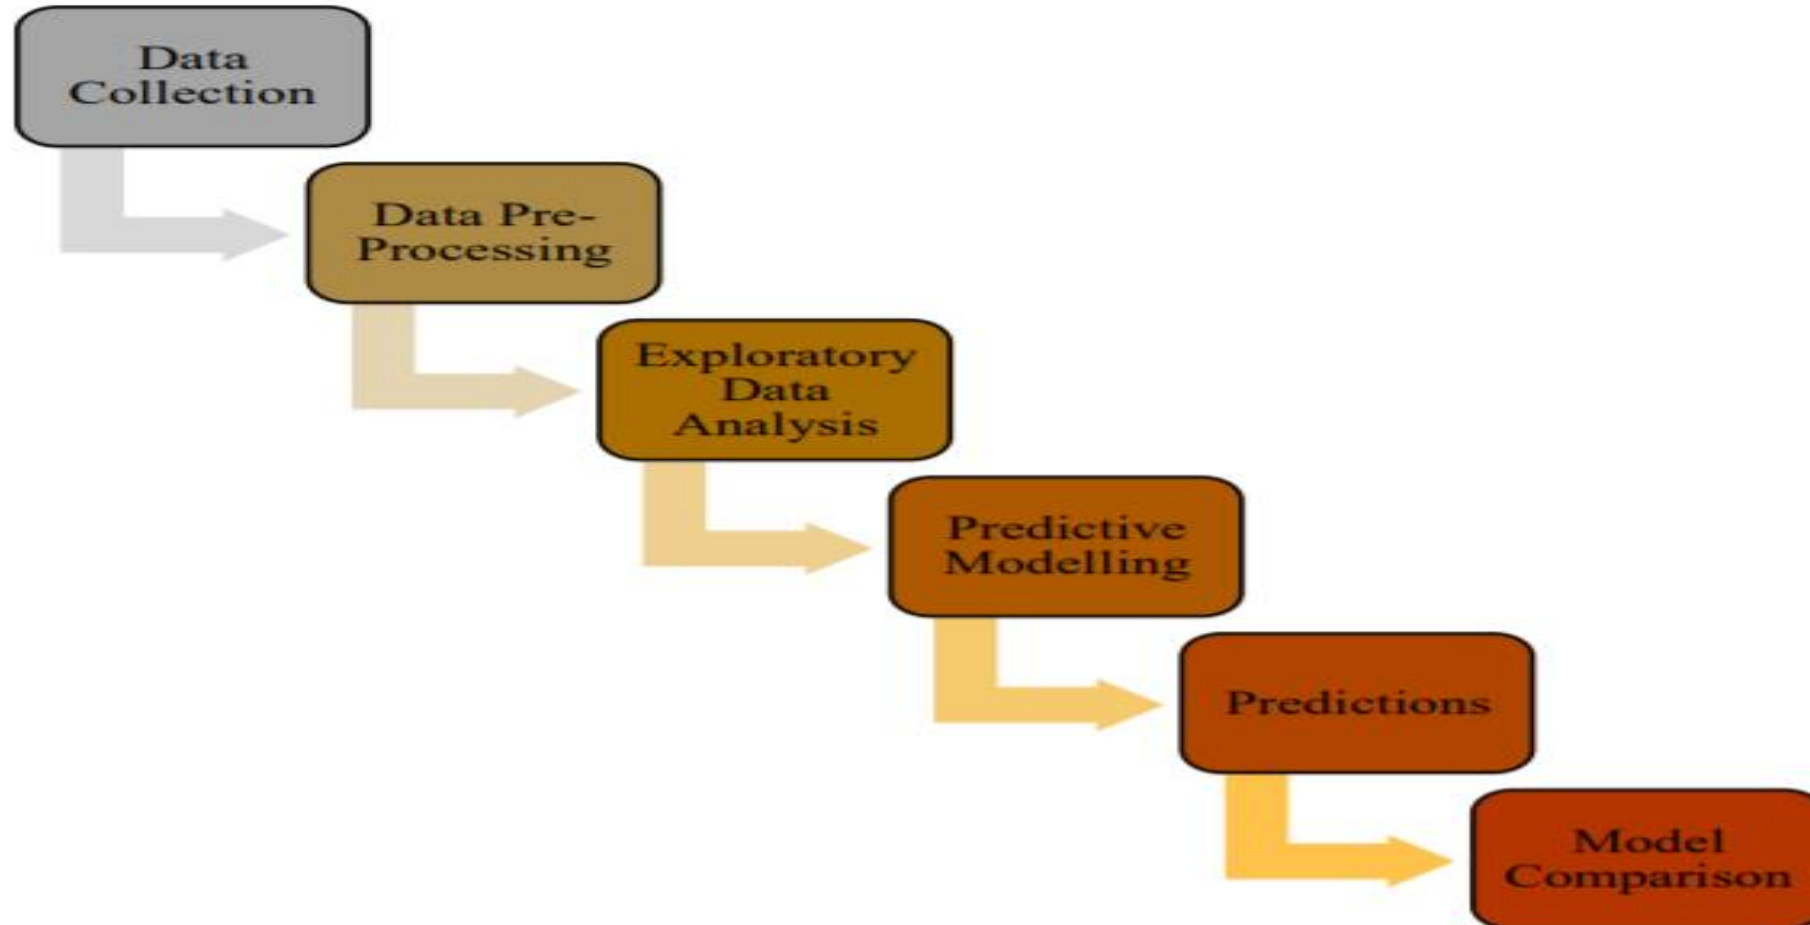 Data
Collection
Data Pre-
Processing
Exploratory
Data
Analysis
Predictive
Modelling
Predictions
Model
Comparison